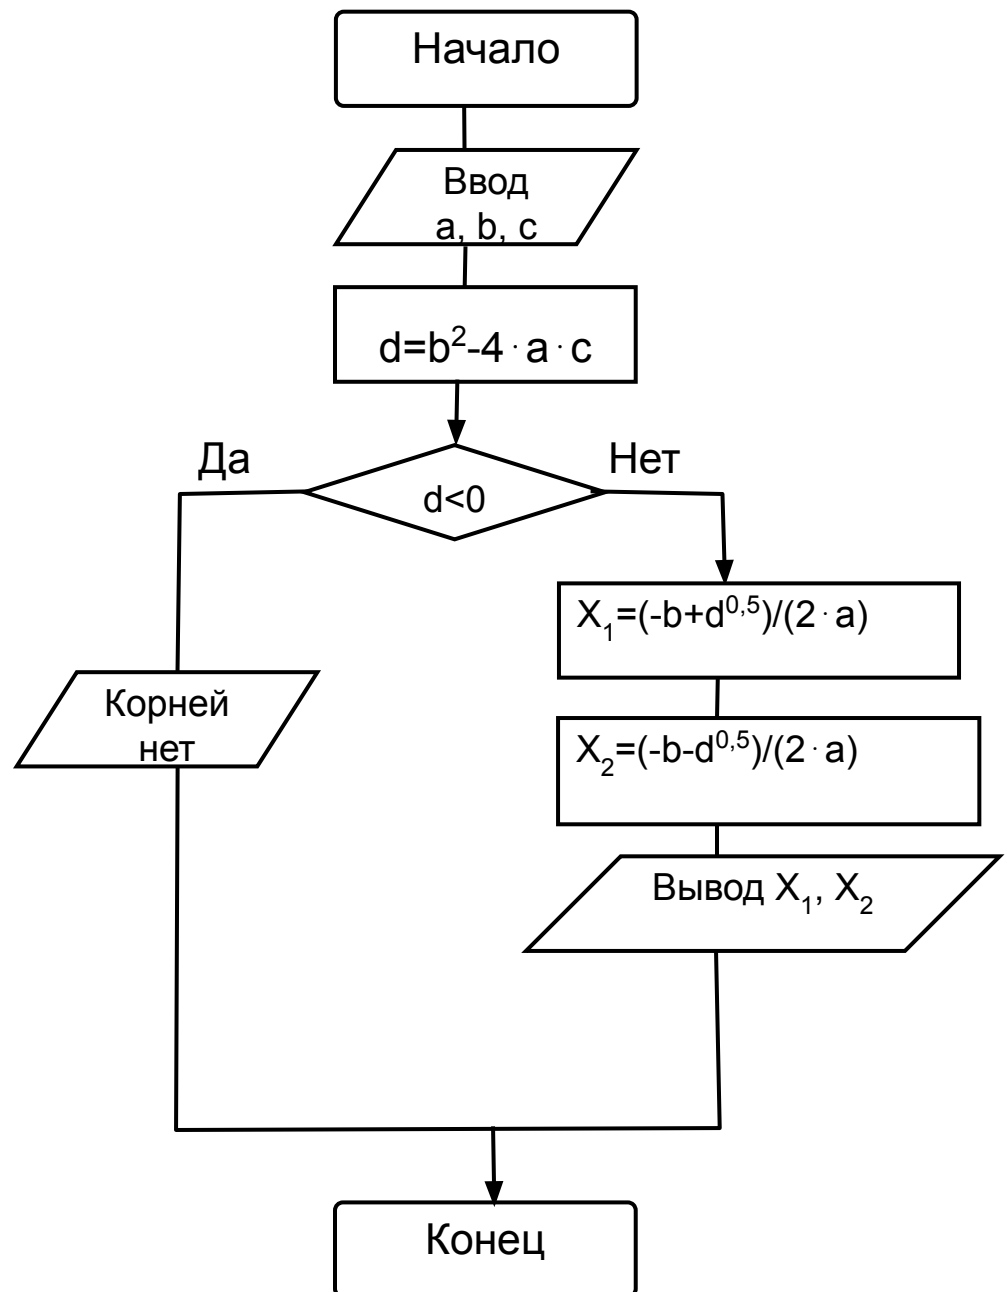 Начало
Ввод
a, b, c
d=b²-4·a·c
Да
Нет
d<0
X₁=(-b+d⁰,⁵)/(2·a)
Корней
нет
X₂=(-b-d⁰,⁵)/(2·a)
Вывод X₁, X₂
Конец